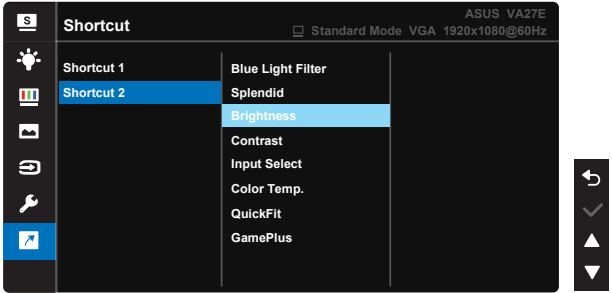 S
Shortcut
ASUS VA27E
Standard Mode VGA 1920x1080@60Hz
Shortcut 1
Shortcut 2
Blue Light Filter
Splendid
Brightness
Contrast
Input Select
Color Temp.
QuickFit
GamePlus